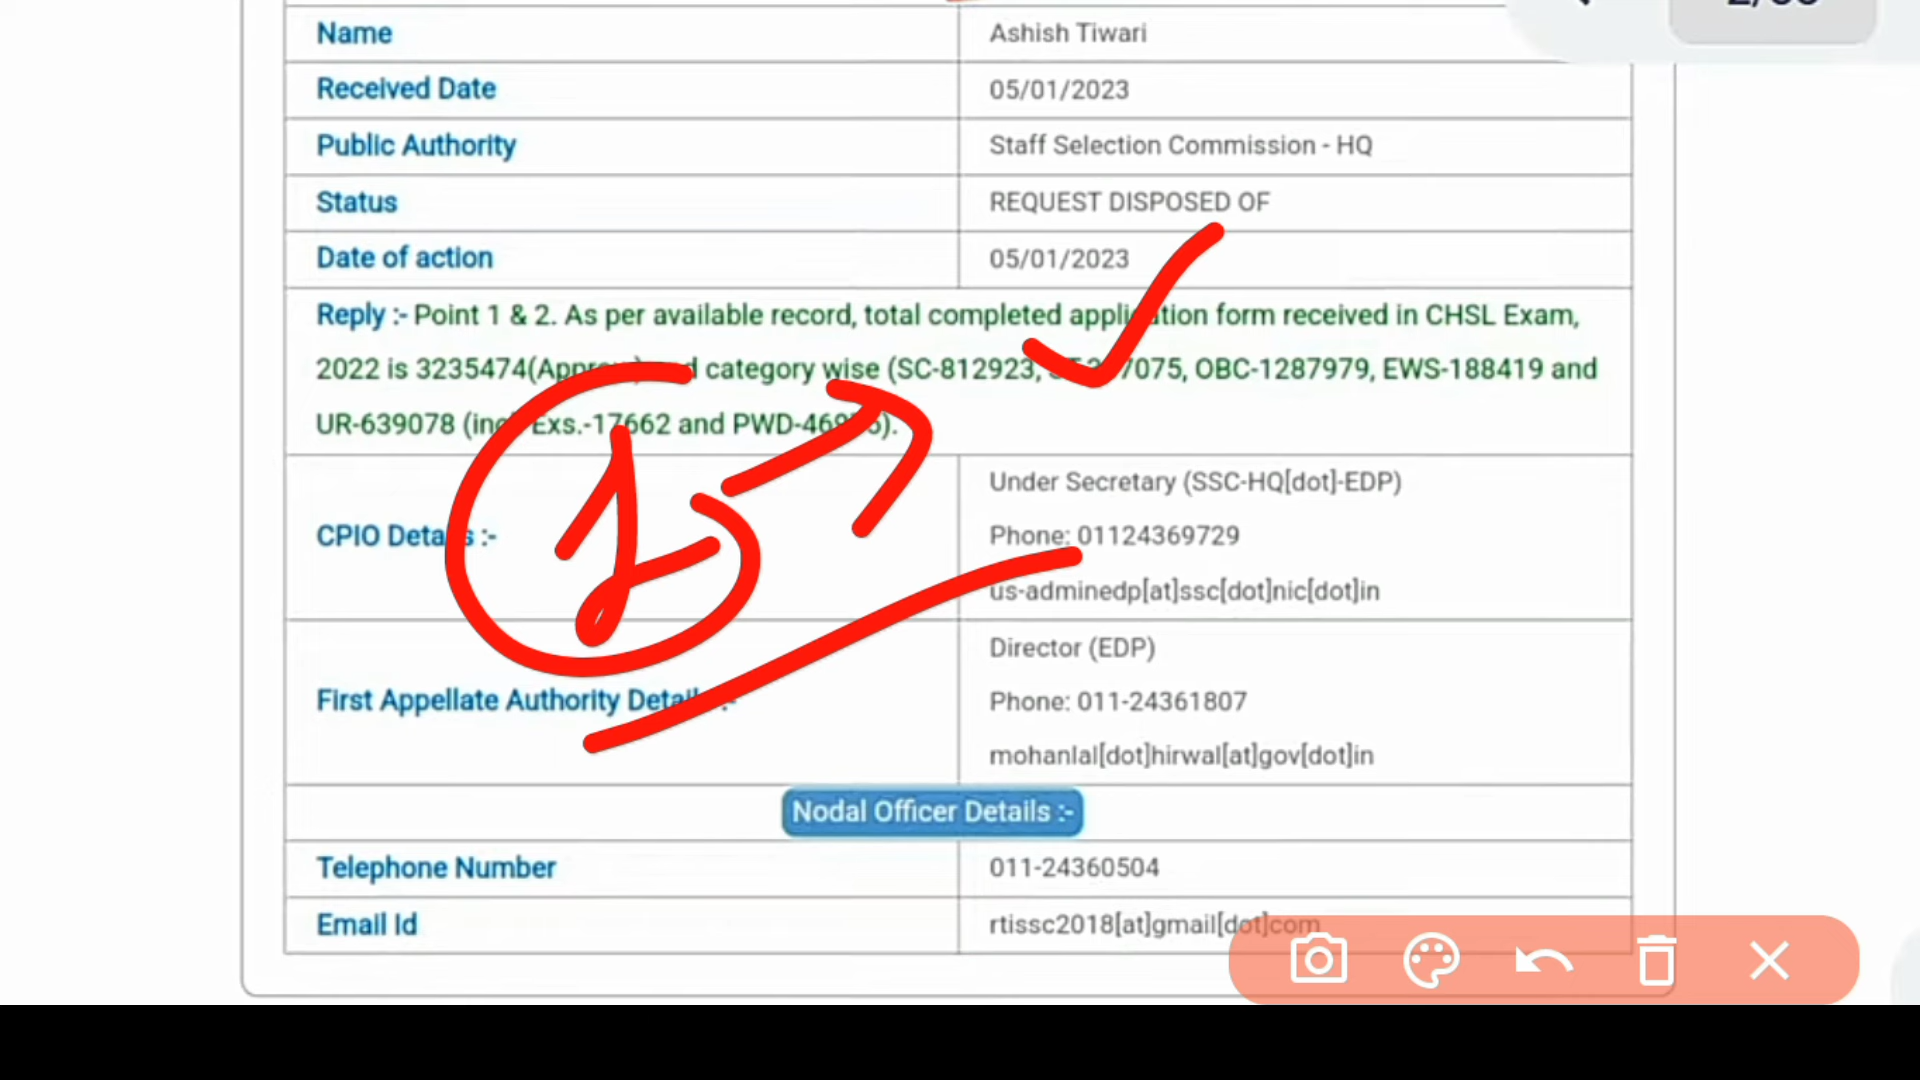 Name Ashish Tiwari
Received Date 05/01/2023
Public Authority Staff Selection Commission - HQ
Status REQUEST DISPOSED OF
Date of action 05/01/2023
Reply :- Point 1 & 2. As per available record, total completed application form received in CHSL Exam,
2022 is 3235474 category wise (SC-812923, OBC-1287979, EWS-188419 and
UR-639078 Exs.-17662 and
CPIO Details :- Under Secretary (SSC-HQ[dot]-EDP)
Phone: 01124369729
us-adminedp[at]ssc[dot]nic[dot]in
First Appellate Authority Details :- Director (EDP)
Phone: 011-24361807
mohanlal[dot]hirwal[at]gov[dot]in
Nodal Officer Details :-
Telephone Number 011-24360504
Email Id rtissc2018[at]gmail[dot]com